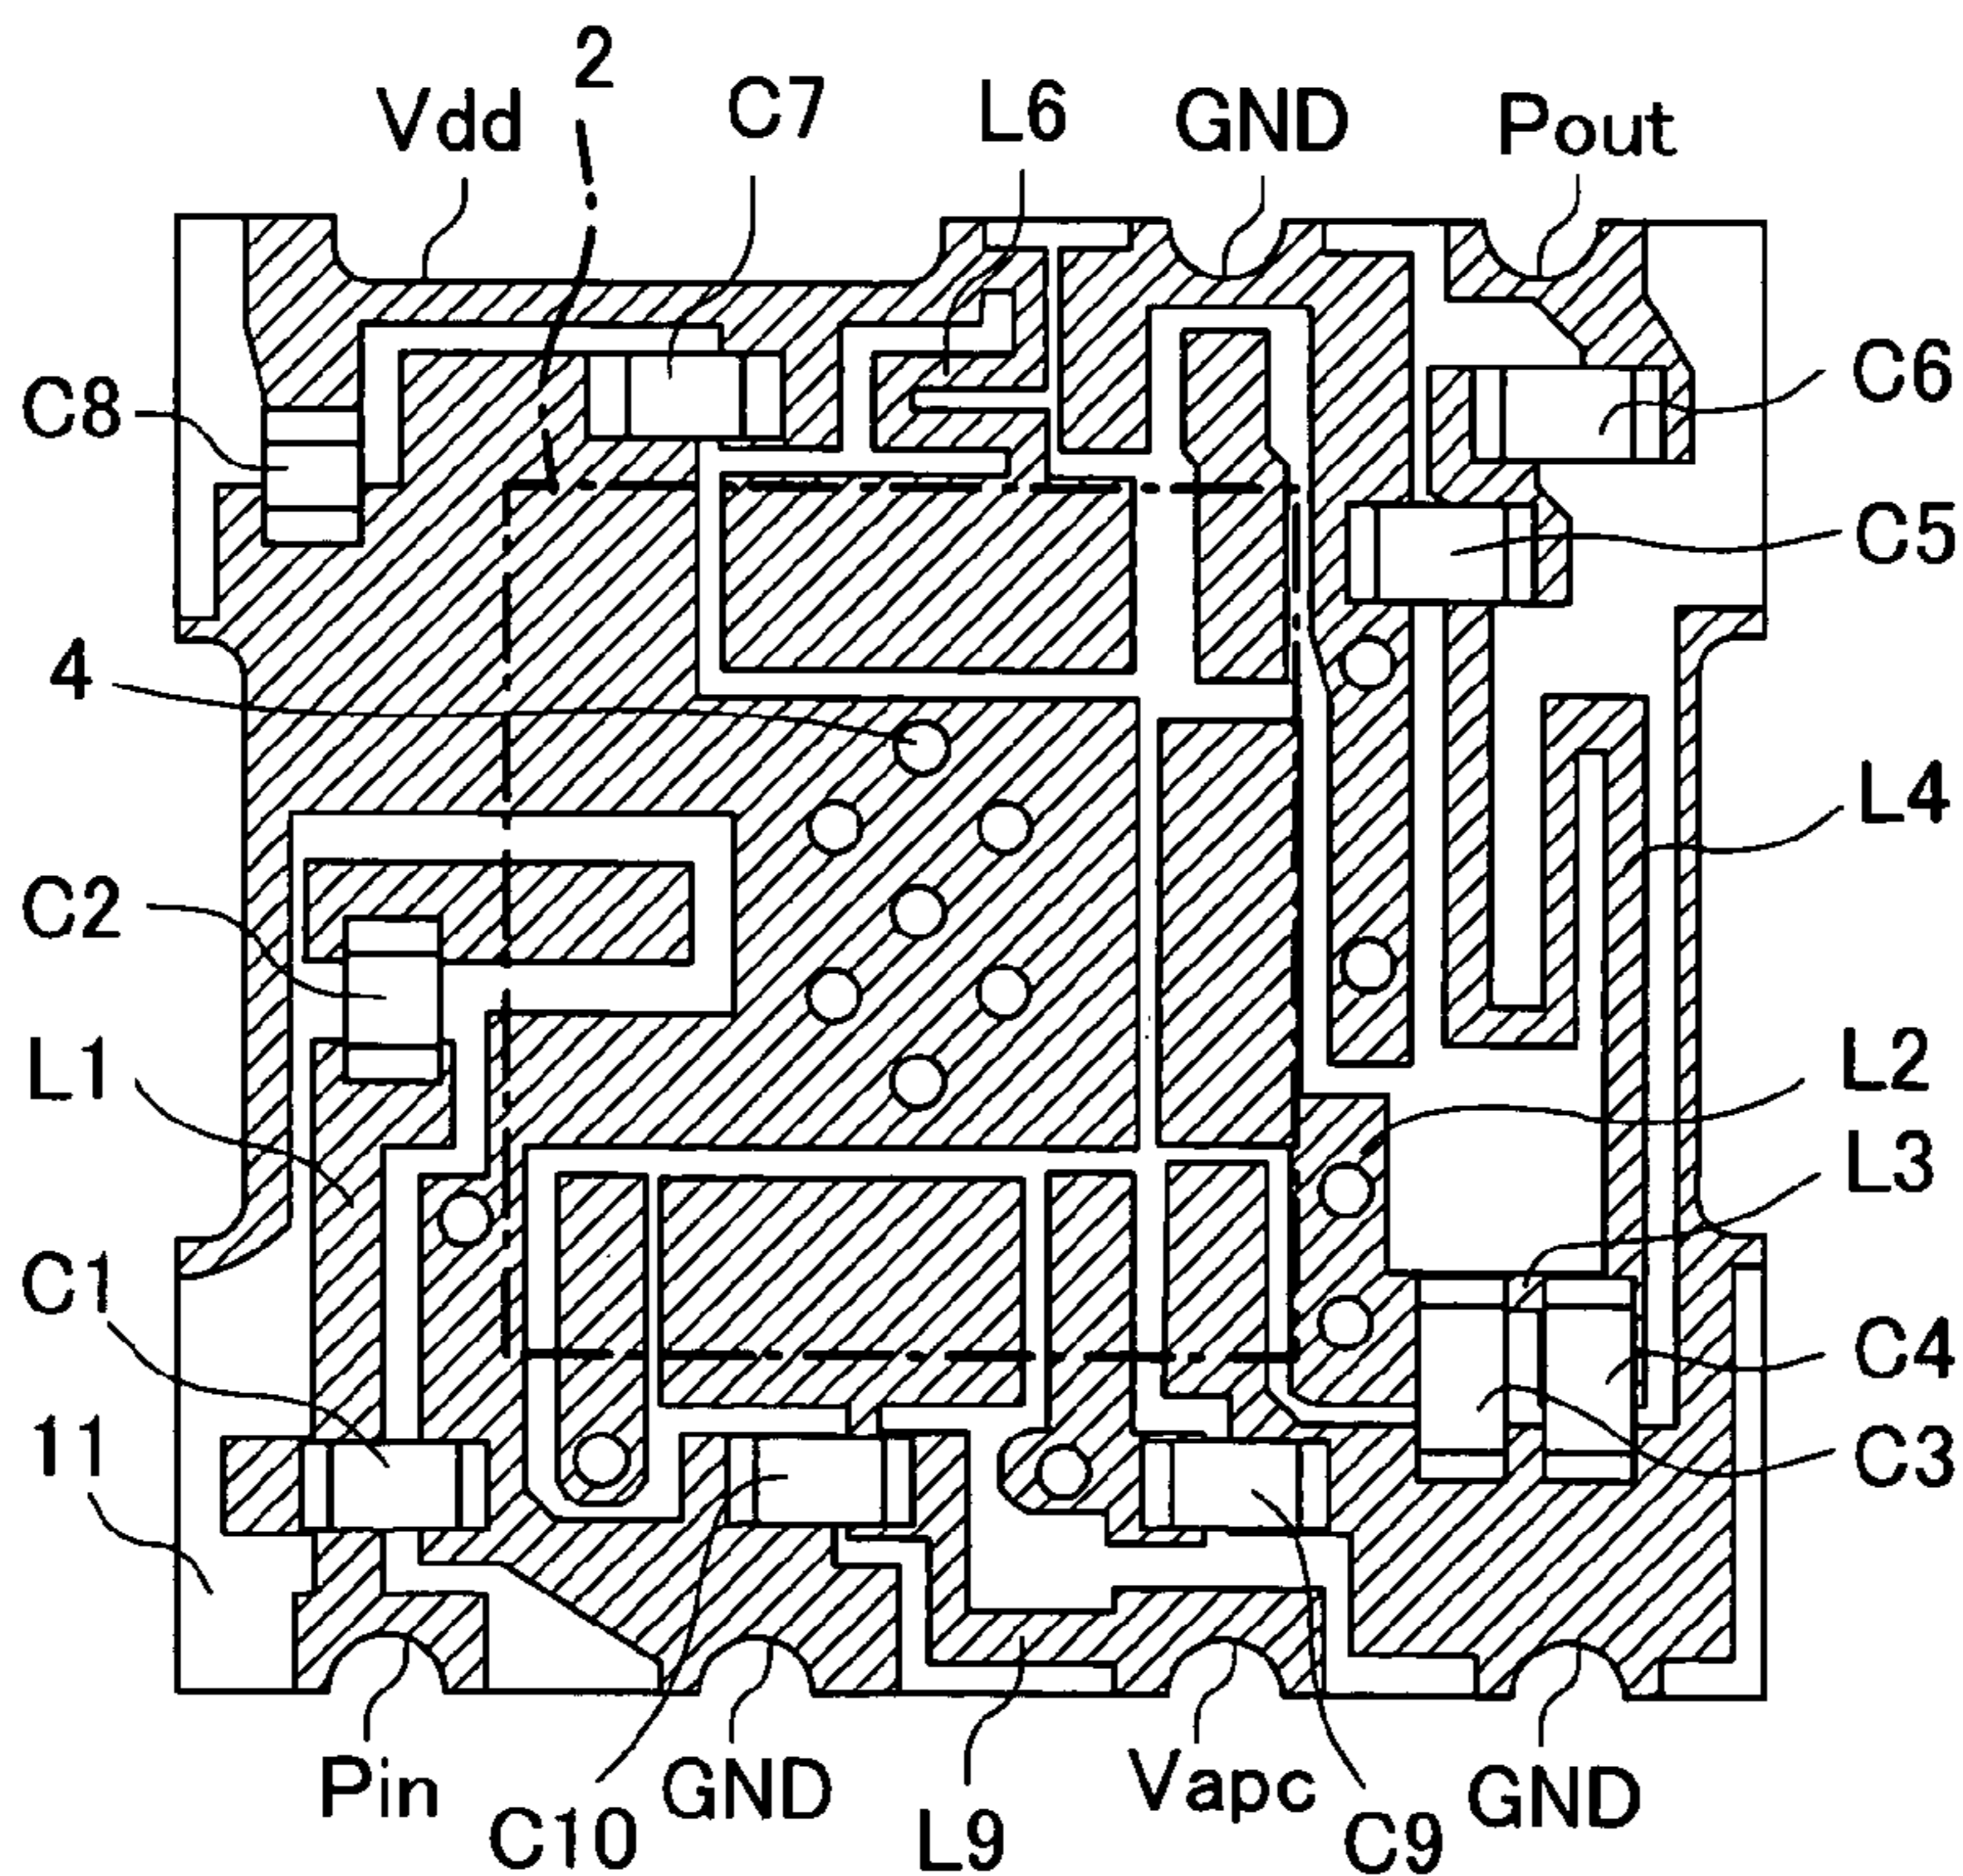 2
Vdd
C7
L6
GND
Pout
C8
C6
C5
4
L4
C2
L1
L2
L3
C1
C4
11
C3
Pin
C10
GND
L9
Vapc
C9
GND